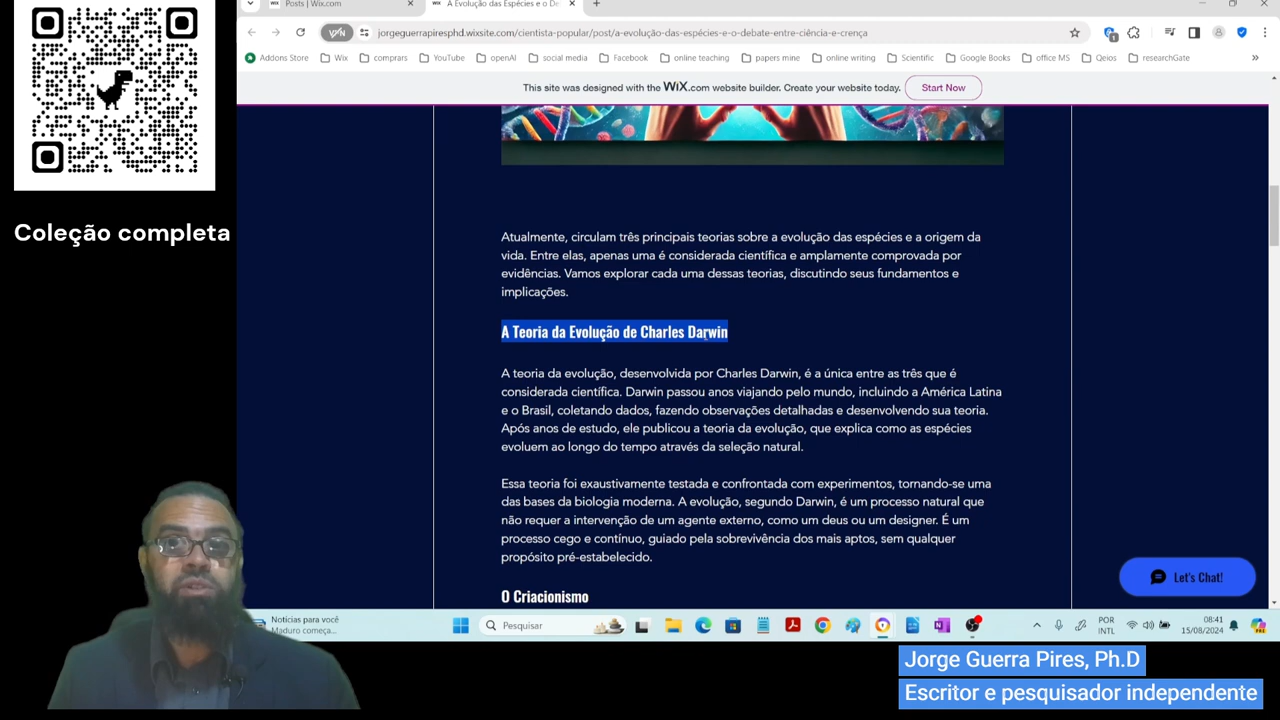 Posts | Wix.com
A Evolução das Espécies e o De
jorgeguerrapiresphd.wixsite.com/cientista-popular/post/a-evolução-das-espécies-e-o-debate-entre-ciência-e-crença
Addons Store Wix comprars YouTube openAI social media Facebook online teaching papers mine online writing Scientific Google Books office MS Qeios researchGate
This site was designed with the WiX.com website builder. Create your website today. Start Now
Coleção completa
Atualmente, circulam três principais teorias sobre a evolução das espécies e a origem da
vida. Entre elas, apenas uma é considerada científica e amplamente comprovada por
evidências. Vamos explorar cada uma dessas teorias, discutindo seus fundamentos e
implicações.
A Teoria da Evolução de Charles Darwin
A teoria da evolução, desenvolvida por Charles Darwin, é a única entre as três que é
considerada científica. Darwin passou anos viajando pelo mundo, incluindo a América Latina
e o Brasil, coletando dados, fazendo observações detalhadas e desenvolvendo sua teoria.
Após anos de estudo, ele publicou a teoria da evolução, que explica como as espécies
evoluem ao longo do tempo através da seleção natural.
Essa teoria foi exaustivamente testada e confrontada com experimentos, tornando-se uma
das bases da biologia moderna. A evolução, segundo Darwin, é um processo natural que
não requer a intervenção de um agente externo, como um deus ou um designer. É um
processo cego e contínuo, guiado pela sobrevivência dos mais aptos, sem qualquer
propósito pré-estabelecido.
O Criacionismo
Let's Chat!
Notícias para você
Maduro começa...
Pesquisar
POR
INTL
08:41
15/08/2024
Jorge Guerra Pires, Ph.D
Escritor e pesquisador independente